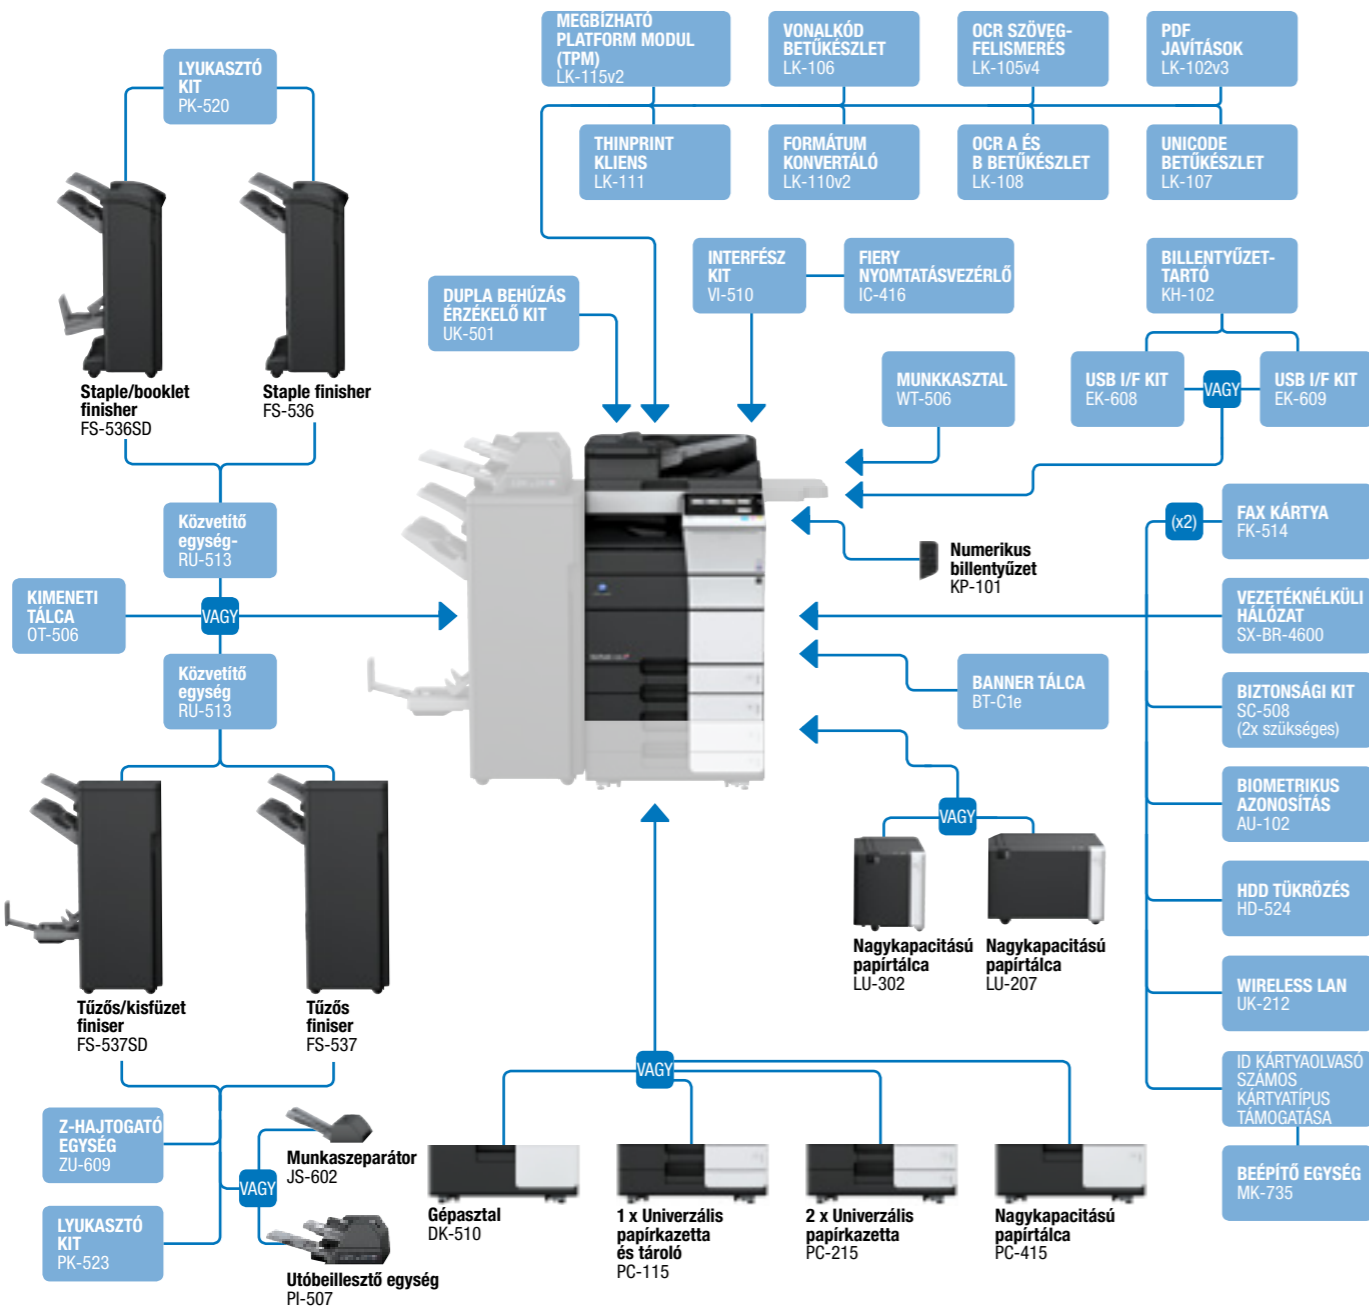 MEGBÍZHATÓ
PLATFORM MODUL
(TPM)
LK-115v2
VONALKÓD
BETŰKÉSZLET
LK-106
OCR SZÖVEG-
FELISMERÉS
LK-105v4
PDF
JAVÍTÁSOK
LK-102v3
LYUKASZTÓ
KIT
PK-520
THINPRINT
KLIENS
LK-111
FORMÁTUM
KONVERTÁLÓ
LK-110v2
OCR A ÉS
B BETŰKÉSZLET
LK-108
UNICODE
BETŰKÉSZLET
LK-107
INTERFÉSZ
KIT
VI-510
FIERY
NYOMTATÁSVEZÉRLŐ
IC-416
BILLENTYŰZET-
TARTÓ
KH-102
DUPLA BEHÚZÁS
ÉRZÉKELŐ KIT
UK-501
MUNKKASZTAL
WT-506
USB I/F KIT
EK-608
VAGY
USB I/F KIT
EK-609
Staple/booklet
finisher
FS-536SD
Staple finisher
FS-536
Közvetítő
egység-
RU-513
(x2)
FAX KÁRTYA
FK-514
Numerikus
billentyűzet
KP-101
KIMENETI
TÁLCA
OT-506
VAGY
VEZETÉKNÉLKÜLI
HÁLÓZAT
SX-BR-4600
Közvetítő
egység
RU-513
BANNER TÁLCA
BT-C1e
BIZTONSÁGI KIT
SC-508
(2x szükséges)
BIOMETRIKUS
AZONOSÍTÁS
AU-102
VAGY
HDD TÜKRÖZÉS
HD-524
Nagykapacitású
papírtálca
LU-302
Nagykapacitású
papírtálca
LU-207
WIRELESS LAN
UK-212
Tűzős/kisfüzet
finiser
FS-537SD
Tűzős
finiser
FS-537
VAGY
ID KÁRTYAOLVASÓ
SZÁMOS
KÁRTYATÍPUS
TÁMOGATÁSA
Z-HAJTOGATÓ
EGYSÉG
ZU-609
Munkaszeparátor
JS-602
VAGY
BEÉPÍTŐ EGYSÉG
MK-735
LYUKASZTÓ
KIT
PK-523
Utóbeillesztő egység
PI-507
Gépasztal
DK-510
1 x Univerzális
papírkazetta
és tároló
PC-115
2 x Univerzális
papírkazetta
PC-215
Nagykapacitású
papírtálca
PC-415